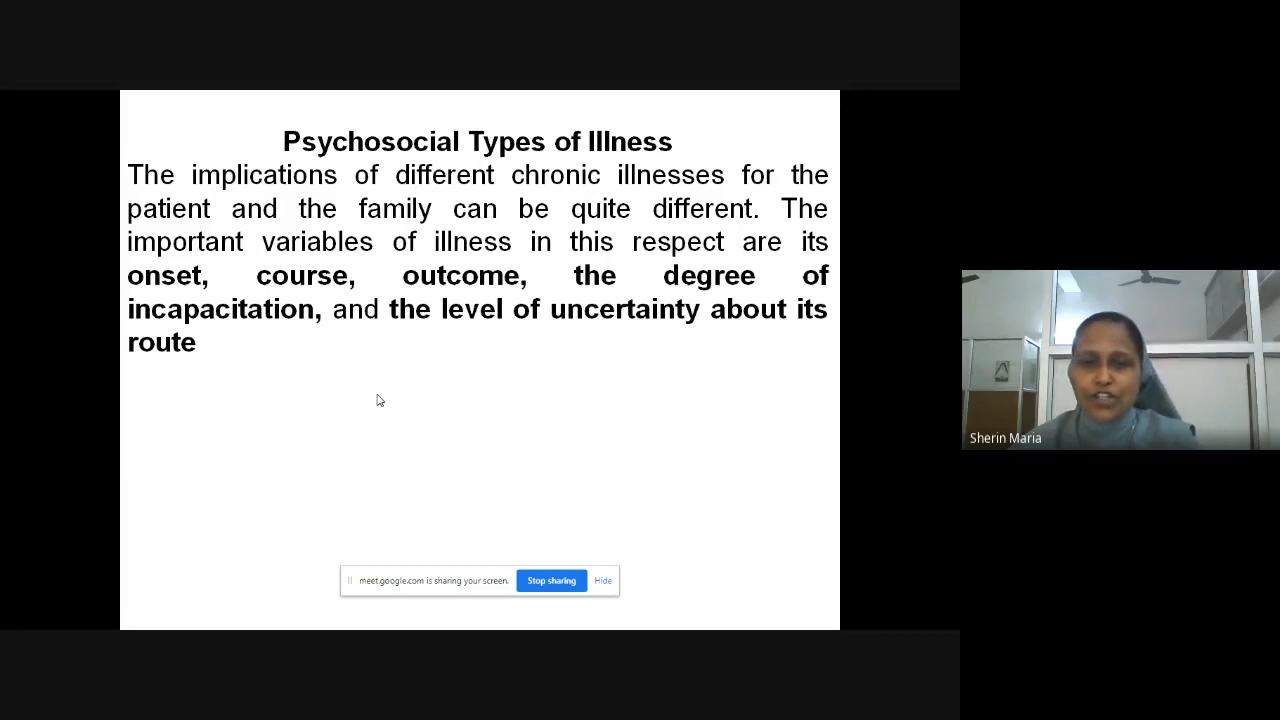 Psychosocial Types of Illness
The implications of different chronic illnesses for the
patient and the family can be quite different. The
important variables of illness in this respect are its
onset, course, outcome, the degree of
incapacitation, and the level of uncertainty about its
route
meet.google.com is sharing your screen. Stop sharing Hide
Sherin Maria